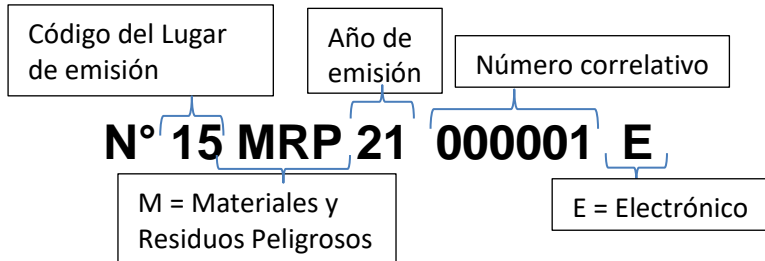 Código del Lugar
de emisión
Año de
emisión
Número correlativo
N° 15 MRP 21 000001 E
M = Materiales y
Residuos Peligrosos
E = Electrónico